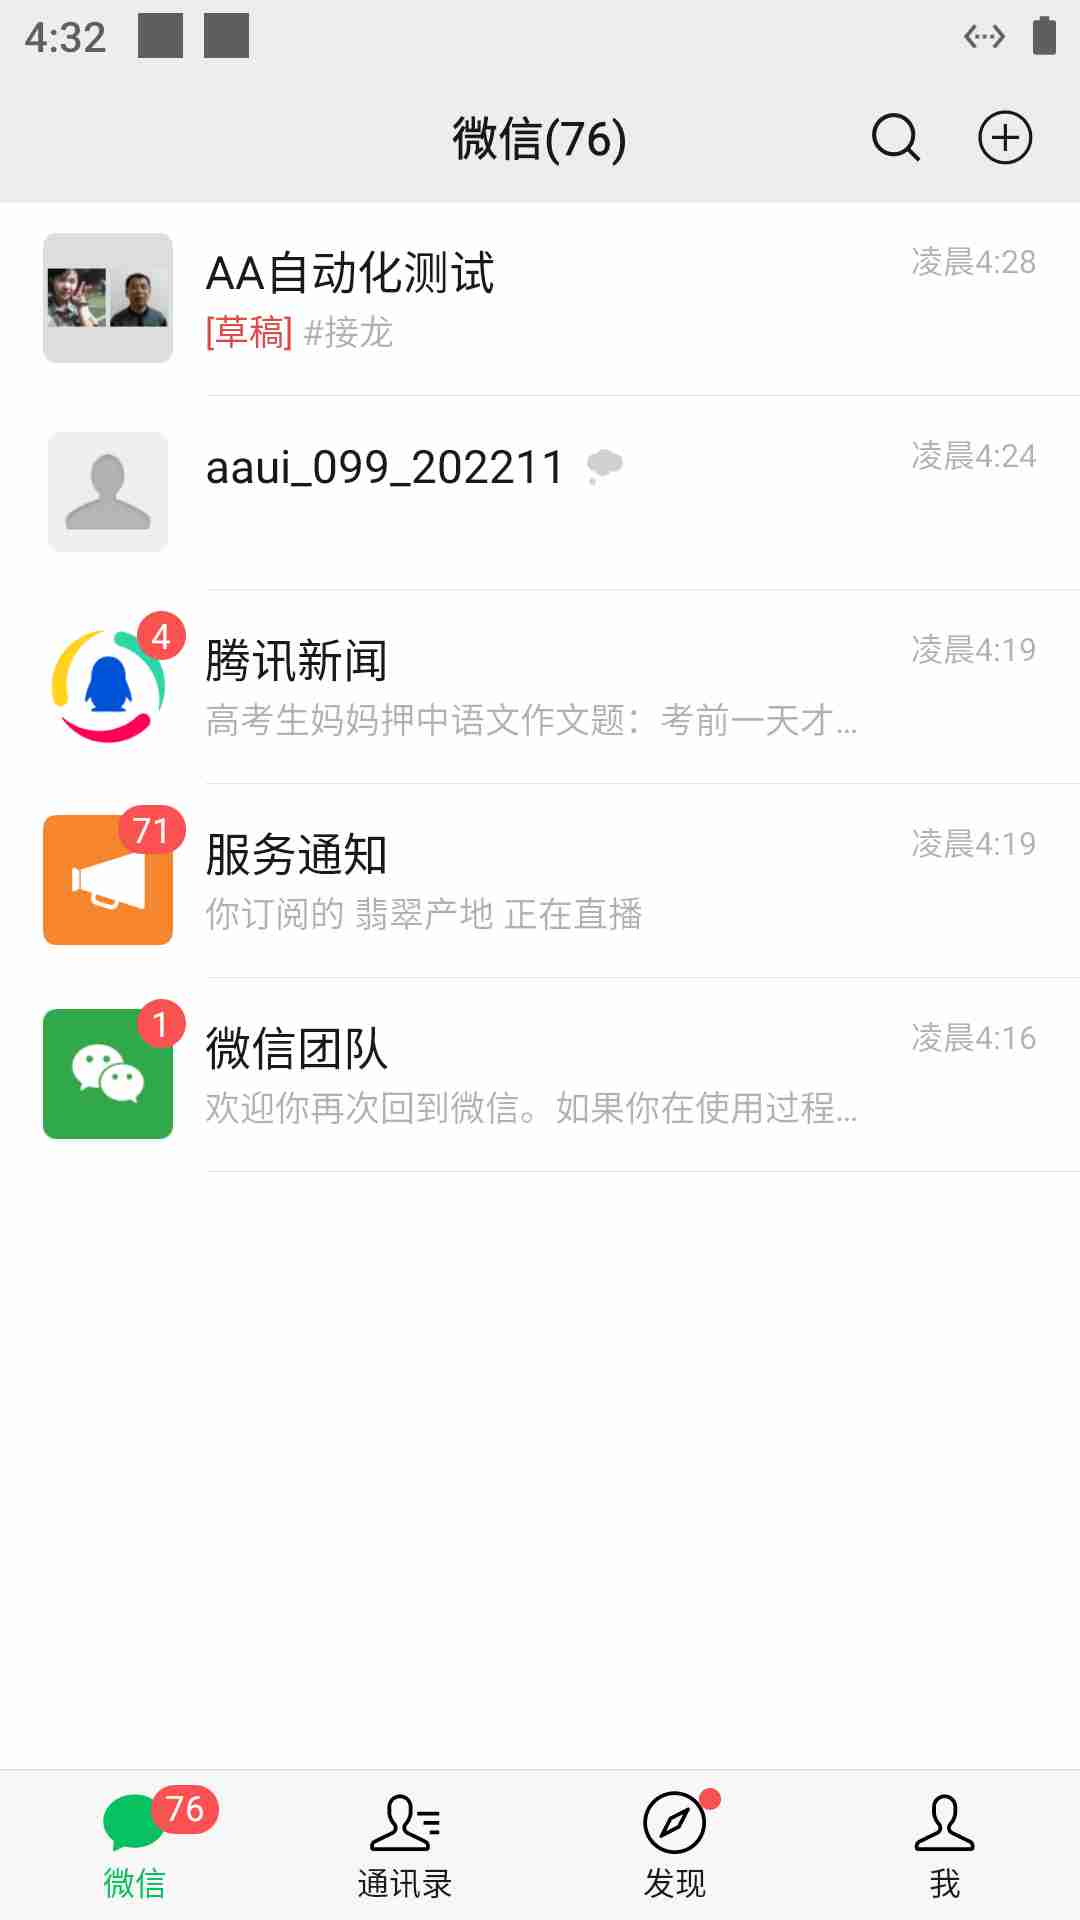 4:32
微信(76)
AA自动化测试
凌晨4:28
[草稿] #接龙
aaui_099_202211
凌晨4:24
4
腾讯新闻
凌晨4:19
高考生妈妈押中语文作文题：考前一天才...
71
服务通知
凌晨4:19
你订阅的 翡翠产地 正在直播
1
微信团队
凌晨4:16
欢迎你再次回到微信。如果你在使用过程...
76
微信
通讯录
发现
我